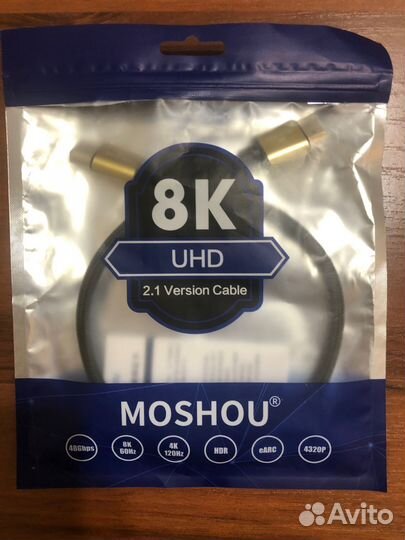 8K
UHD
2.1 Version Cable
MOSHOU®
48Gbps
8K
60Hz
4K
120Hz
HDR
eARC
4320P
Avito